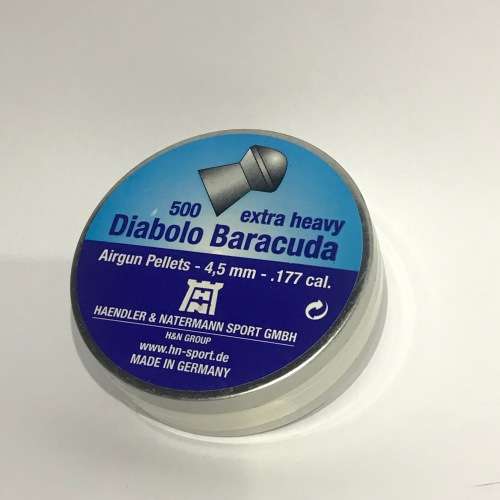 500 extra heavy
Diabolo Baracuda
Airgun Pellets - 4,5 mm - .177 cal.
HAENDLER & NATERMANN SPORT GMBH
H&N GROUP
www.hn-sport.de
MADE IN GERMANY